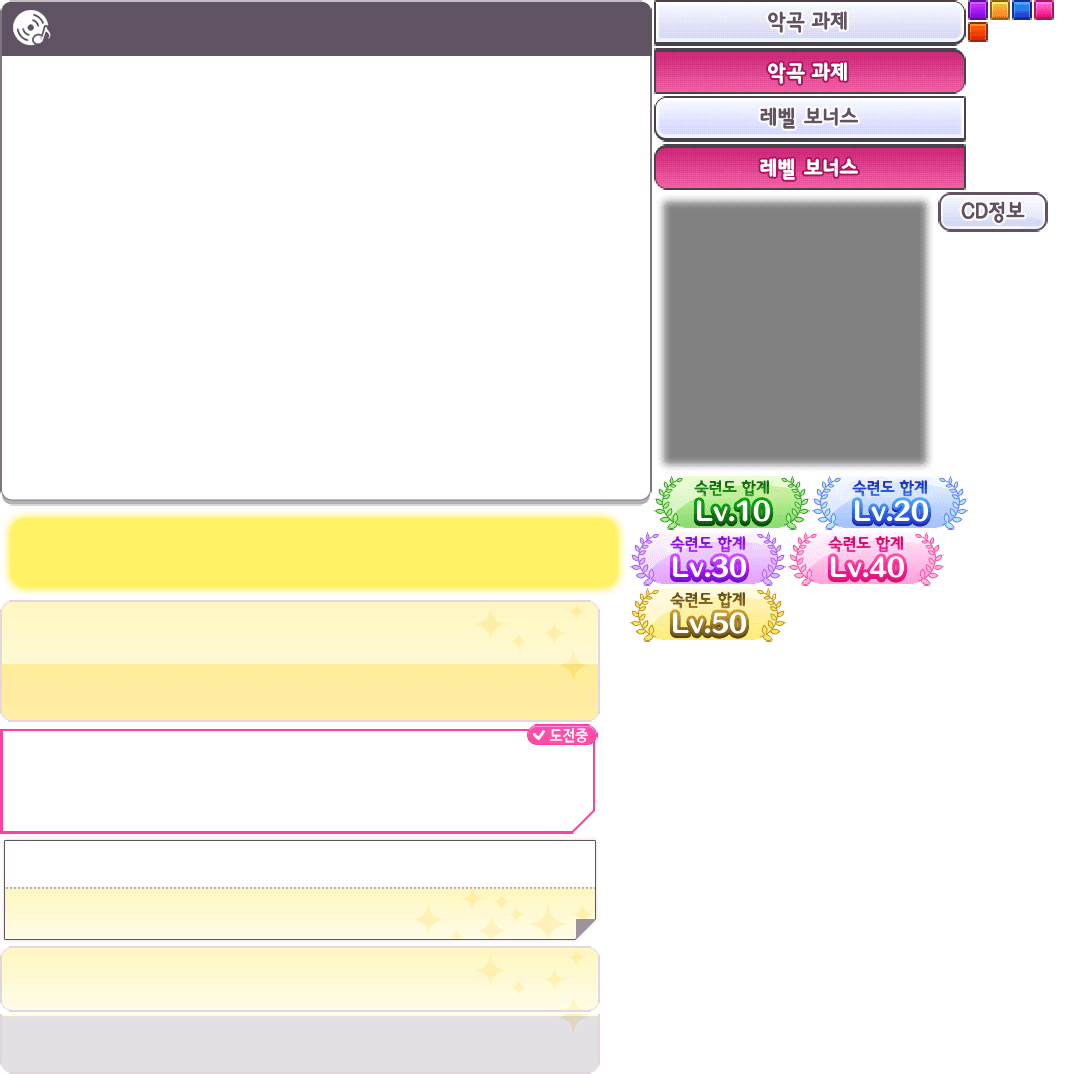 악곡 과제
악곡 과제
레벨 보너스
레벨 보너스
CD정보
숙련도 합계
Lv.10
숙련도 합계
Lv.20
숙련도 합계
Lv.30
숙련도 합계
Lv.40
숙련도 합계
Lv.50
도전중